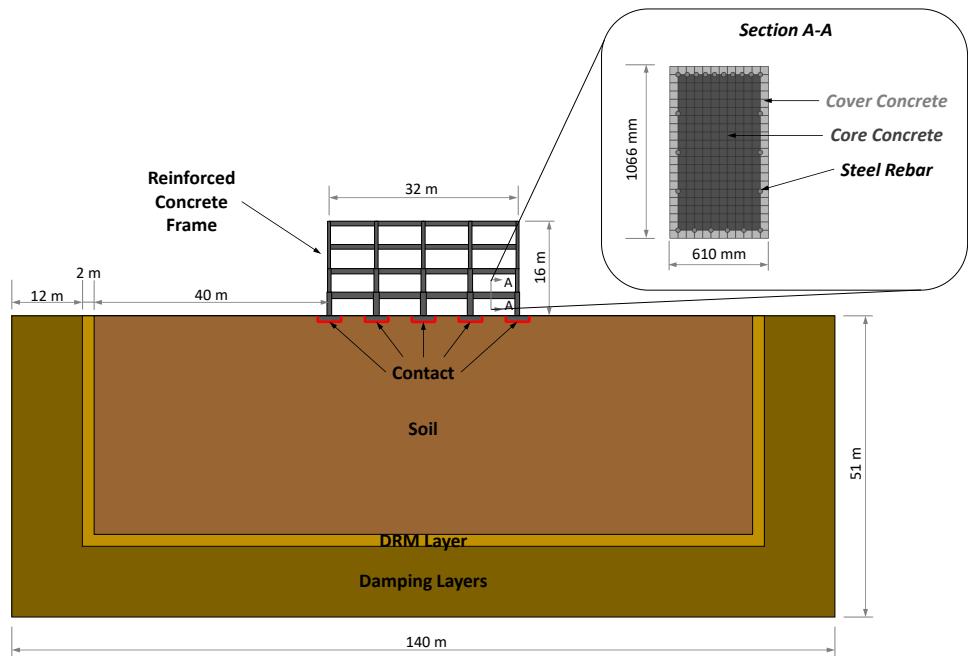 Section A-A
Cover Concrete
Core Concrete
Steel Rebar
1066 mm
610 mm
Reinforced
Concrete
Frame
32 m
16 m
A
A
2 m
12 m
40 m
Contact
Soil
51 m
DRM Layer
Damping Layers
140 m